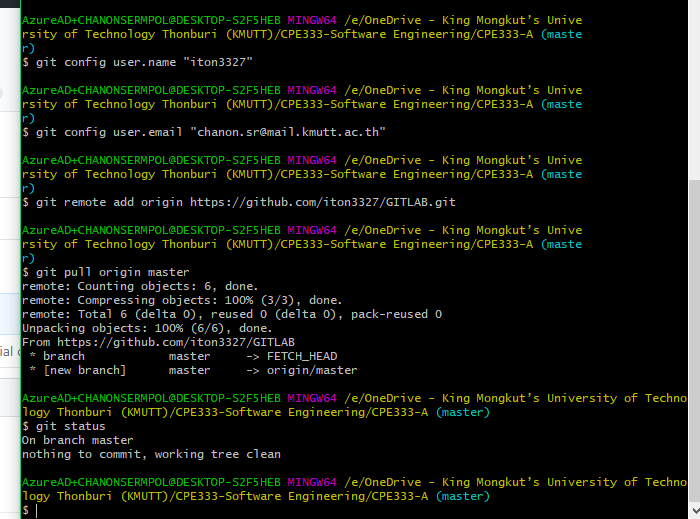 AzureAD+CHANONSERMPOL@DESKTOP-S2F5HEB MINGW64 /e/OneDrive - King Mongkut's Unive
rsity of Technology Thonburi (KMUTT)/CPE333-Software Engineering/CPE333-A (maste
r)
$ git config user.name "iton3327"
AzureAD+CHANONSERMPOL@DESKTOP-S2F5HEB MINGW64 /e/OneDrive - King Mongkut's Unive
rsity of Technology Thonburi (KMUTT)/CPE333-Software Engineering/CPE333-A (maste
r)
$ git config user.email "chanon.sr@mail.kmutt.ac.th"
AzureAD+CHANONSERMPOL@DESKTOP-S2F5HEB MINGW64 /e/OneDrive - King Mongkut's Unive
rsity of Technology Thonburi (KMUTT)/CPE333-Software Engineering/CPE333-A (maste
r)
$ git remote add origin https://github.com/iton3327/GITLAB.git
AzureAD+CHANONSERMPOL@DESKTOP-S2F5HEB MINGW64 /e/OneDrive - King Mongkut's Unive
rsity of Technology Thonburi (KMUTT)/CPE333-Software Engineering/CPE333-A (maste
r)
$ git pull origin master
remote: Counting objects: 6, done.
remote: Compressing objects: 100% (3/3), done.
remote: Total 6 (delta 0), reused 0 (delta 0), pack-reused 0
Unpacking objects: 100% (6/6), done.
From https://github.com/iton3327/GITLAB
 * branch            master     -> FETCH_HEAD
 * [new branch]      master     -> origin/master
AzureAD+CHANONSERMPOL@DESKTOP-S2F5HEB MINGW64 /e/OneDrive - King Mongkut's University of Techno
logy Thonburi (KMUTT)/CPE333-Software Engineering/CPE333-A (master)
$ git status
On branch master
nothing to commit, working tree clean
AzureAD+CHANONSERMPOL@DESKTOP-S2F5HEB MINGW64 /e/OneDrive - King Mongkut's University of Techno
logy Thonburi (KMUTT)/CPE333-Software Engineering/CPE333-A (master)
$